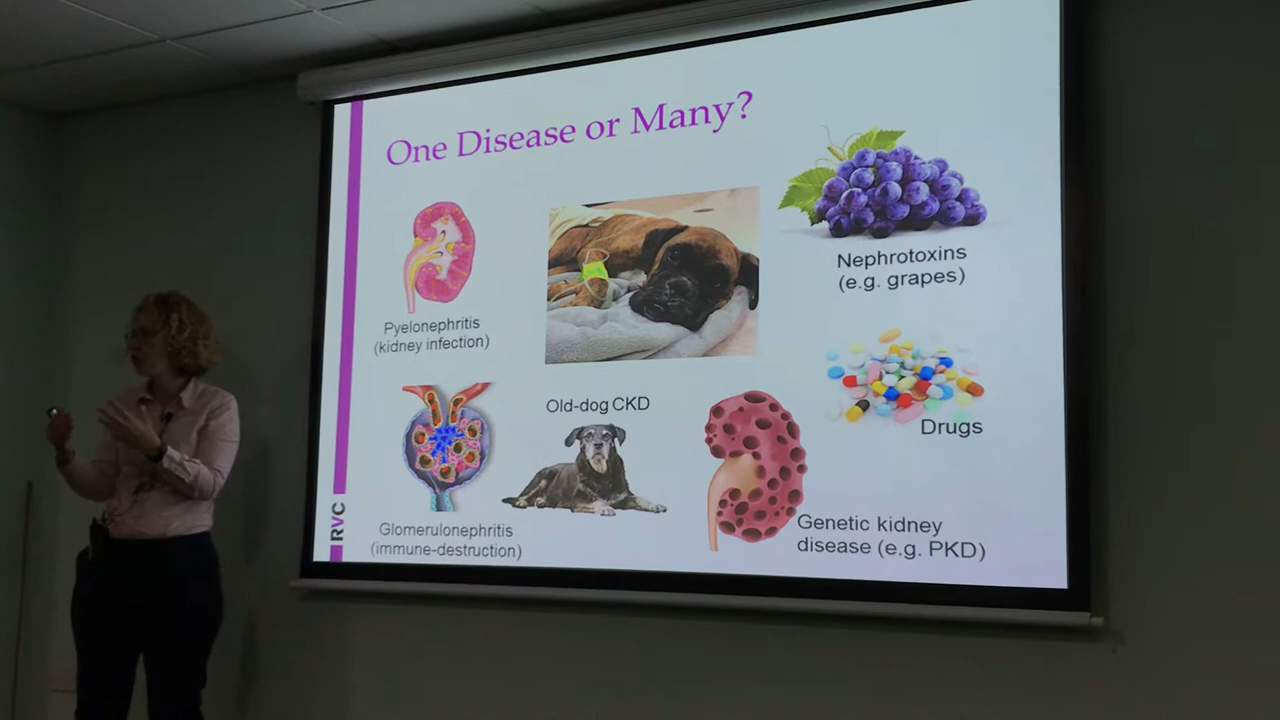 One Disease or Many?
Pyelonephritis
(kidney infection)
Nephrotoxins
(e.g. grapes)
Drugs
Old-dog CKD
Glomerulonephritis
(immune-destruction)
Genetic kidney
disease (e.g. PKD)
RVC